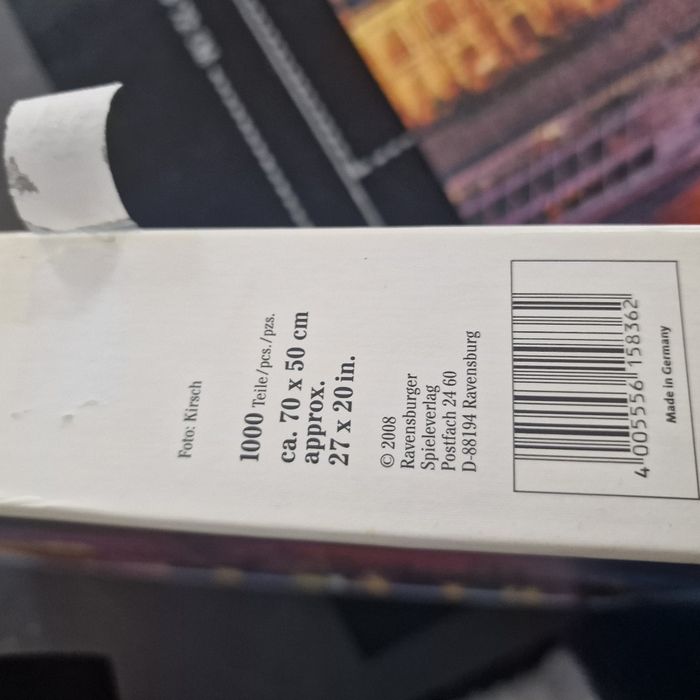 Foto: Kirsch
1000 Teile/pcs./pzs.
ca. 70 x 50 cm
approx.
27 x 20 in.
© 2008
Ravensburger
Spieleverlag
Postfach 24 60
D-88194 Ravensburg
4 005556 158362
Made in Germany